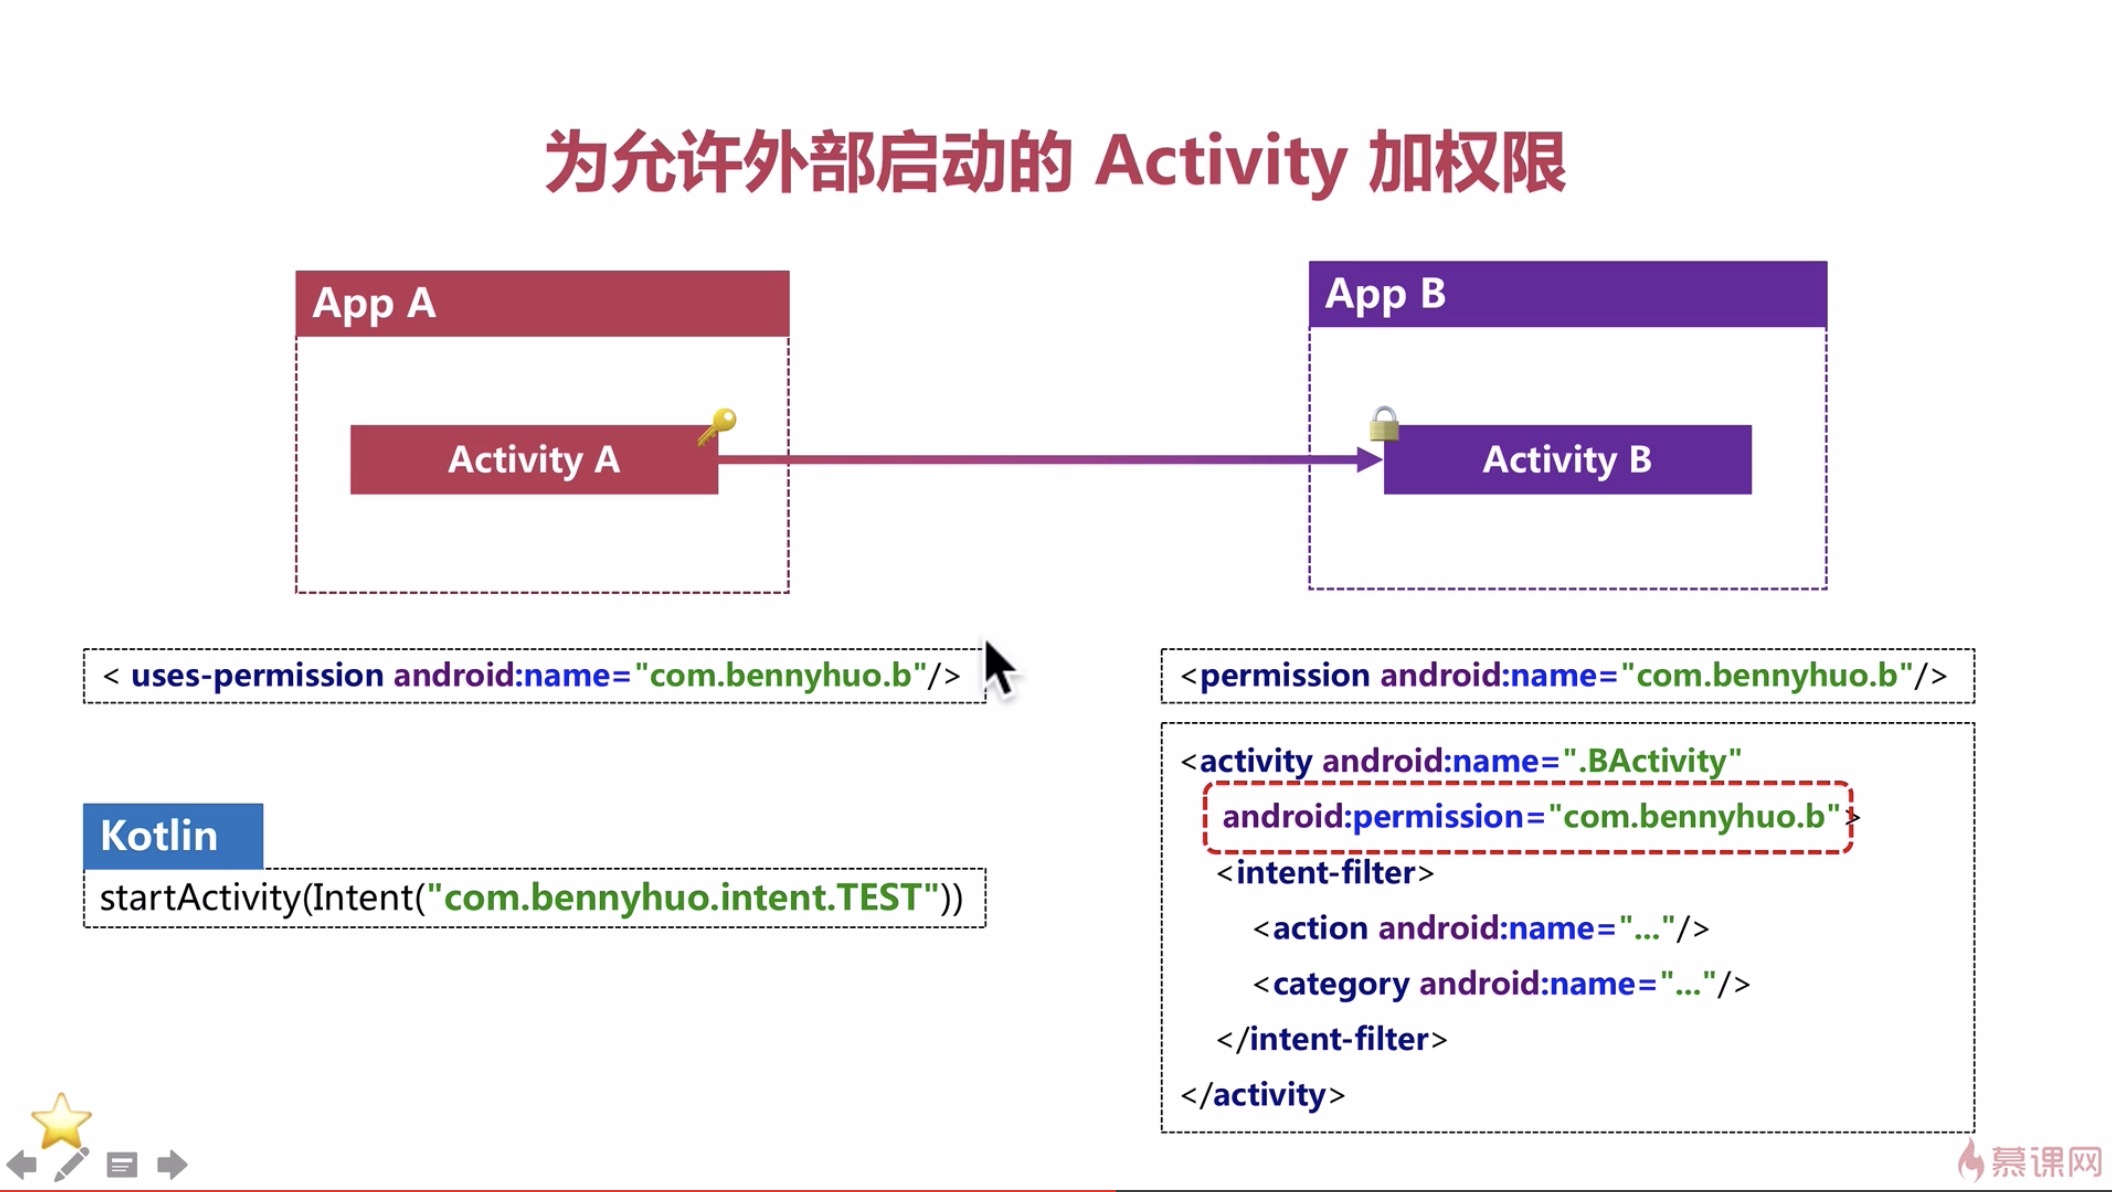 为允许外部启动的 Activity 加权限
App A
Activity A
App B
Activity B
< uses-permission android:name="com.bennyhuo.b"/>
Kotlin
startActivity(Intent("com.bennyhuo.intent.TEST"))
<permission android:name="com.bennyhuo.b"/>
<activity android:name=".BActivity"
android:permission="com.bennyhuo.b">
<intent-filter>
<action android:name="..."/>
<category android:name="..."/>
</intent-filter>
</activity>
慕课网